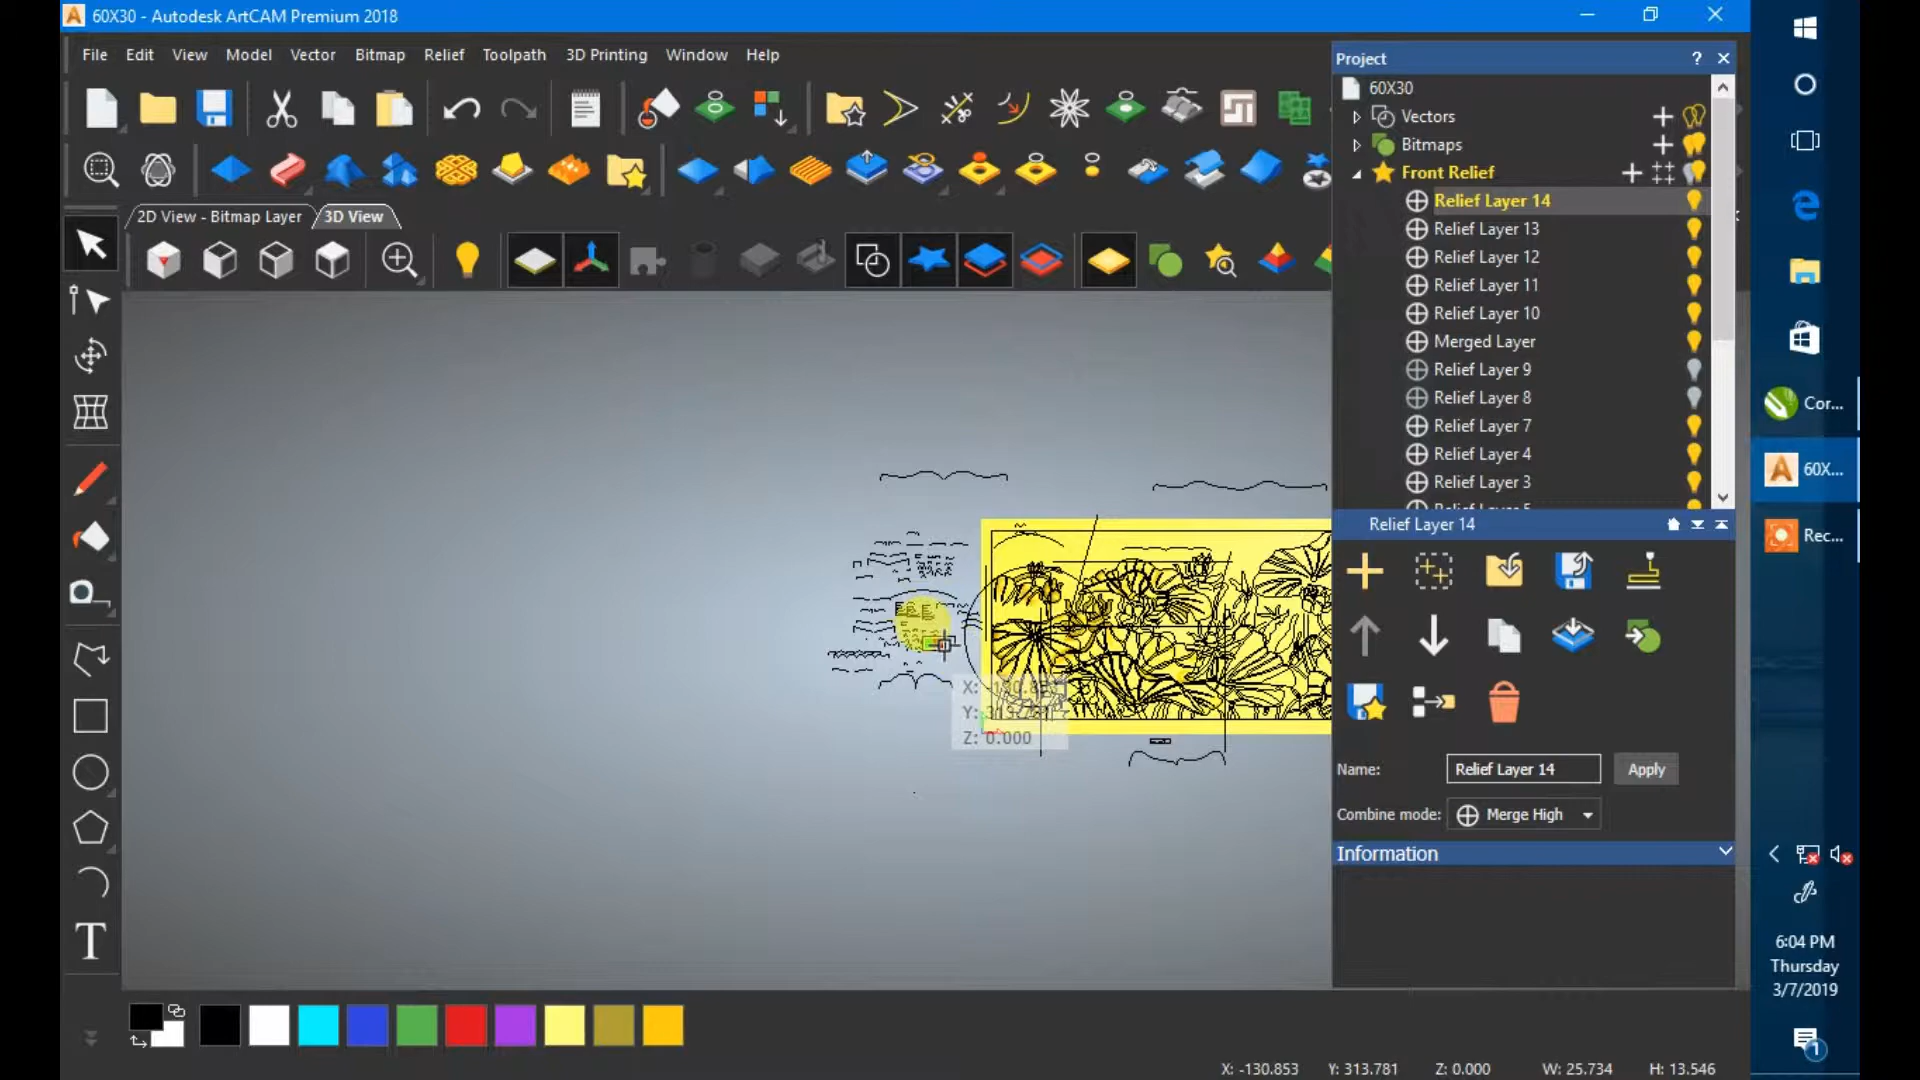 60X30 - Autodesk ArtCAM Premium 2018
File Edit View Model Vector Bitmap Relief Toolpath 3D Printing Window Help
2D View - Bitmap Layer
3D View
Project
60X30
Vectors
Bitmaps
Front Relief
Relief Layer 14
Relief Layer 13
Relief Layer 12
Relief Layer 11
Relief Layer 10
Merged Layer
Relief Layer 9
Relief Layer 8
Relief Layer 7
Relief Layer 4
Relief Layer 3
Relief Layer 14
Name: Relief Layer 14 Apply
Combine mode: Merge High
Information
Z: 0.000
X: -130.853 Y: 313.781 Z: 0.000 W: 25.734 H: 13.546
Cor...
60X...
Rec...
6:04 PM
Thursday
3/7/2019
1